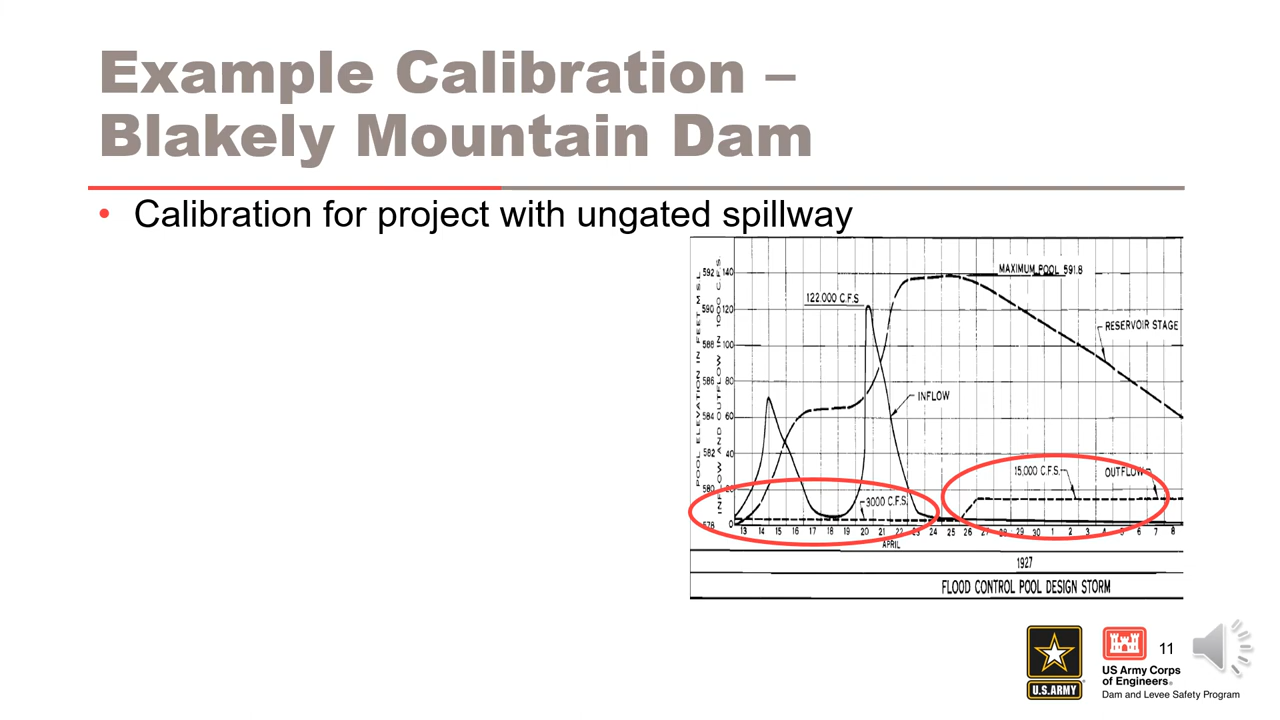 Example Calibration –
Blakely Mountain Dam
• Calibration for project with ungated spillway
POOL ELEVATION IN FEET M.S.L.
INFLOW AND OUTFLOW IN 1000 C.F.S.
592 140
590 120
588 100
586 80
584 60
582 40
580 20
578 0
MAXIMUM POOL 591.8
122,000 C.F.S
RESERVOIR STAGE
INFLOW
15,000 C.F.S.
OUTFLOW
3000 C.F.S.
13 14 15 16 17 18 19 20 21 22 23 24 25 26 27 28 29 30 1 2 3 4 5 6 7 8
APRIL
1927
FLOOD CONTROL POOL DESIGN STORM
U.S.ARMY
US Army Corps
of Engineers®
Dam and Levee Safety Program
11